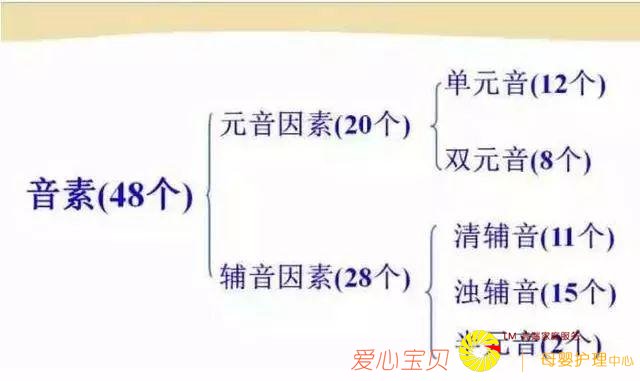 音素(48个)
元音因素(20个)
单元音(12个)
双元音(8个)
辅音因素(28个)
清辅音(11个)
浊辅音(15个)
半元音(2个)
爱心宝贝
母婴护理中心